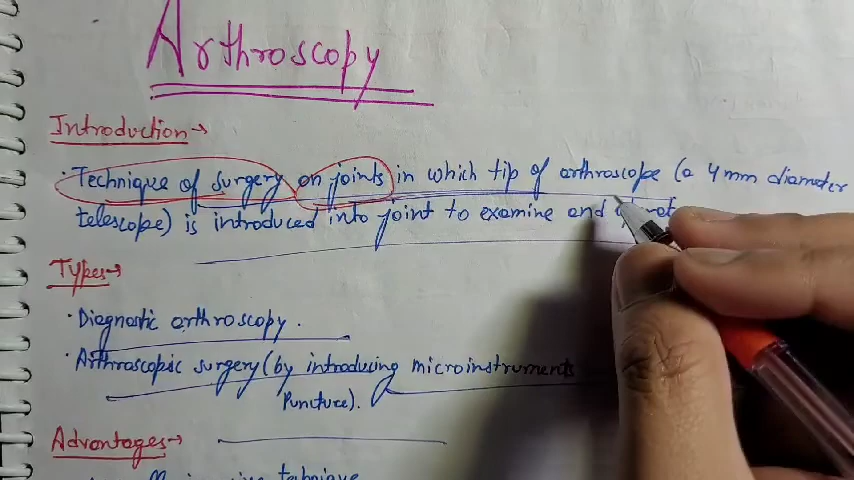 Arthroscopy
Introduction→
· Technique of surgery on joints in which tip of arthroscope (a 4mm diameter
telescope) is introduced into joint to examine and
Types→
· Diagnostic arthroscopy.
· Arthroscopic surgery (by introducing microinstruments
Puncture).
Advantages→